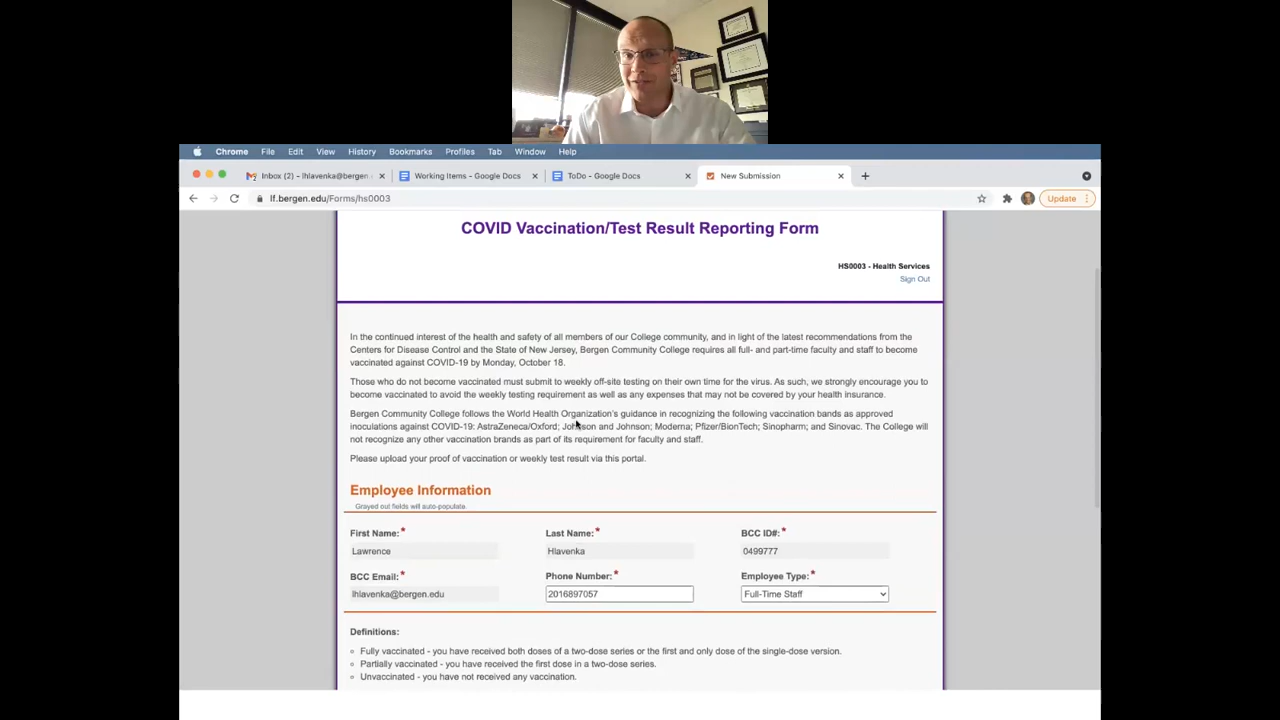 Chrome File Edit View History Bookmarks Profiles Tab Window Help
Inbox (2) - lhlavenka@bergen Working Items - Google Docs ToDo - Google Docs New Submission
lf.bergen.edu/Forms/hs0003 Update
COVID Vaccination/Test Result Reporting Form
HS0003 - Health Services
Sign Out
In the continued interest of the health and safety of all members of our College community, and in light of the latest recommendations from the
Centers for Disease Control and the State of New Jersey, Bergen Community College requires all full- and part-time faculty and staff to become
vaccinated against COVID-19 by Monday, October 18.
Those who do not become vaccinated must submit to weekly off-site testing on their own time for the virus. As such, we strongly encourage you to
become vaccinated to avoid the weekly testing requirement as well as any expenses that may not be covered by your health insurance.
Bergen Community College follows the World Health Organization's guidance in recognizing the following vaccination bands as approved
inoculations against COVID-19: AstraZeneca/Oxford; Johnson and Johnson; Moderna; Pfizer/BionTech; Sinopharm; and Sinovac. The College will
not recognize any other vaccination brands as part of its requirement for faculty and staff.
Please upload your proof of vaccination or weekly test result via this portal.
Employee Information
Grayed out fields will auto-populate.
First Name:* Last Name:* BCC ID#:*
Lawrence Hlavenka 0499777
BCC Email:* Phone Number:* Employee Type:*
lhlavenka@bergen.edu 2016897057 Full-Time Staff
Definitions:
Fully vaccinated - you have received both doses of a two-dose series or the first and only dose of the single-dose version.
Partially vaccinated - you have received the first dose in a two-dose series.
Unvaccinated - you have not received any vaccination.